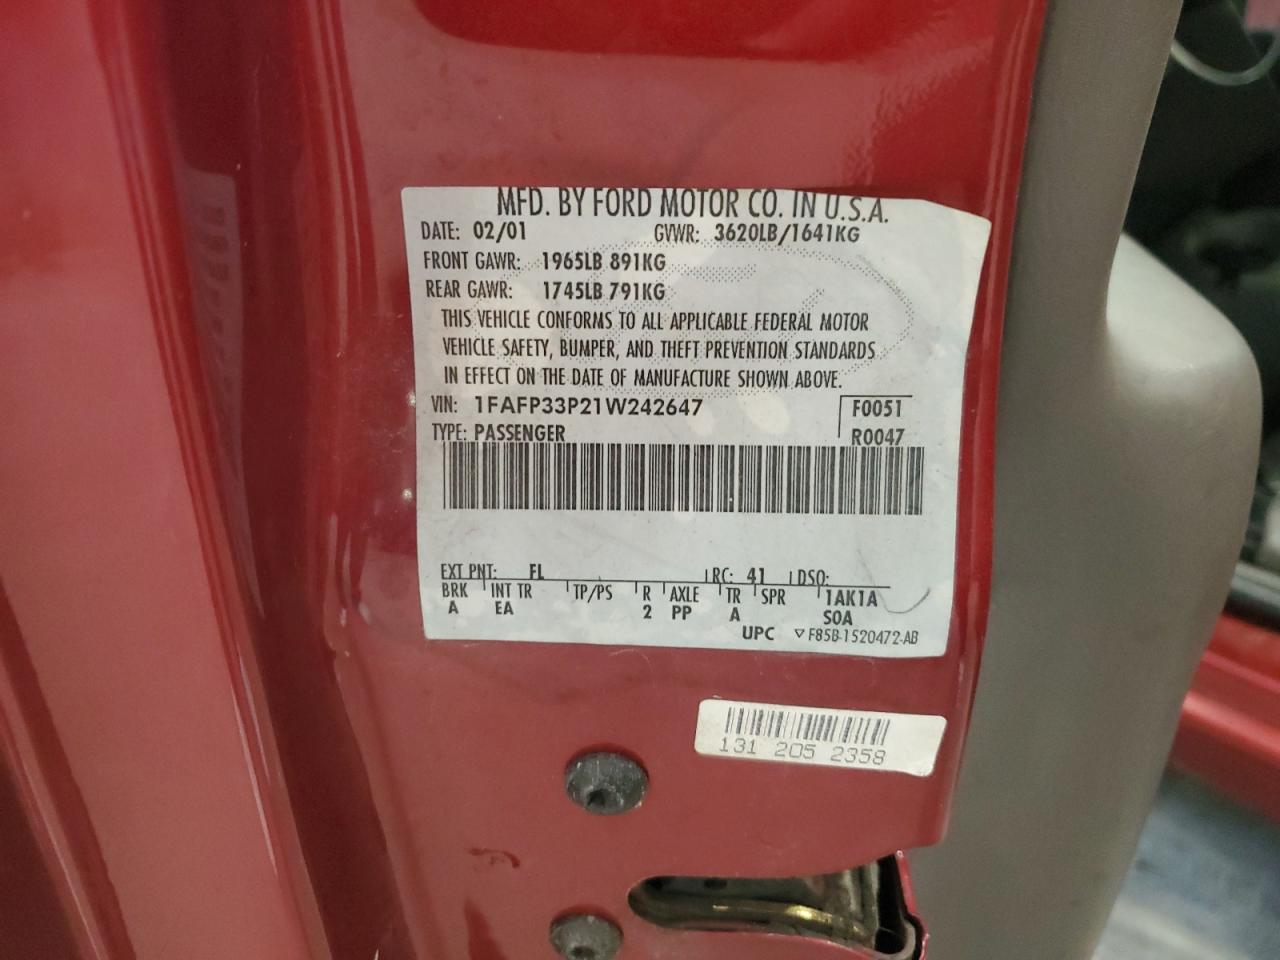 MFD. BY FORD MOTOR CO. IN U.S.A.
DATE: 02/01 GVWR: 3620LB/1641KG
FRONT GAWR: 1965LB 891KG
REAR GAWR: 1745LB 791KG
THIS VEHICLE CONFORMS TO ALL APPLICABLE FEDERAL MOTOR
VEHICLE SAFETY, BUMPER, AND THEFT PREVENTION STANDARDS
IN EFFECT ON THE DATE OF MANUFACTURE SHOWN ABOVE.
VIN: 1FAFP33P21W242647 F0051
TYPE: PASSENGER R0047
EXT PNT: FL RC: 41 DSO:
BRK INT TR TP/PS R AXLE TR SPR 1AK1A
A EA 2 PP A SOA
UPC ▽F85B-1520472-AB
131 205 2358